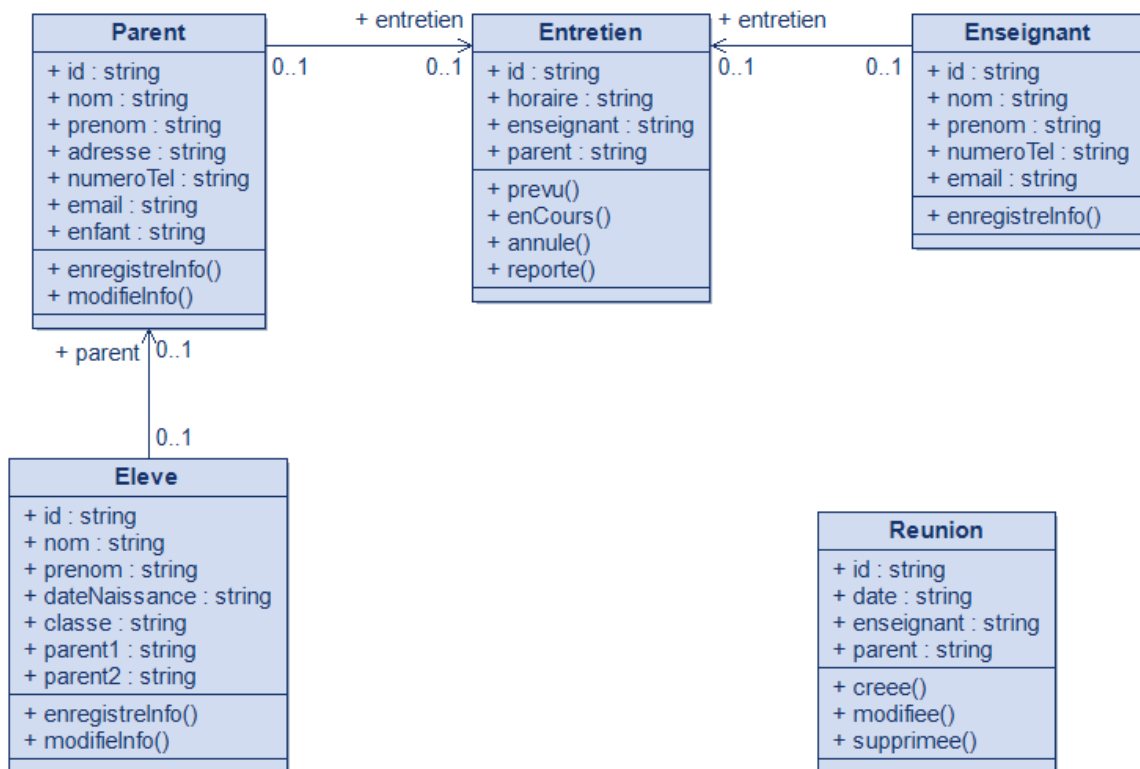 Parent
+ id : string
+ nom : string
+ prenom : string
+ adresse : string
+ numeroTel : string
+ email : string
+ enfant : string
+ enregistreInfo()
+ modifieInfo()
+ entretien
0..1
0..1
Entretien
+ id : string
+ horaire : string
+ enseignant : string
+ parent : string
+ prevu()
+ enCours()
+ annule()
+ reporte()
+ entretien
0..1
0..1
Enseignant
+ id : string
+ nom : string
+ prenom : string
+ numeroTel : string
+ email : string
+ enregistreInfo()
+ parent
0..1
0..1
Eleve
+ id : string
+ nom : string
+ prenom : string
+ dateNaissance : string
+ classe : string
+ parent1 : string
+ parent2 : string
+ enregistreInfo()
+ modifieInfo()
Reunion
+ id : string
+ date : string
+ enseignant : string
+ parent : string
+ creee()
+ modifiee()
+ supprimee()